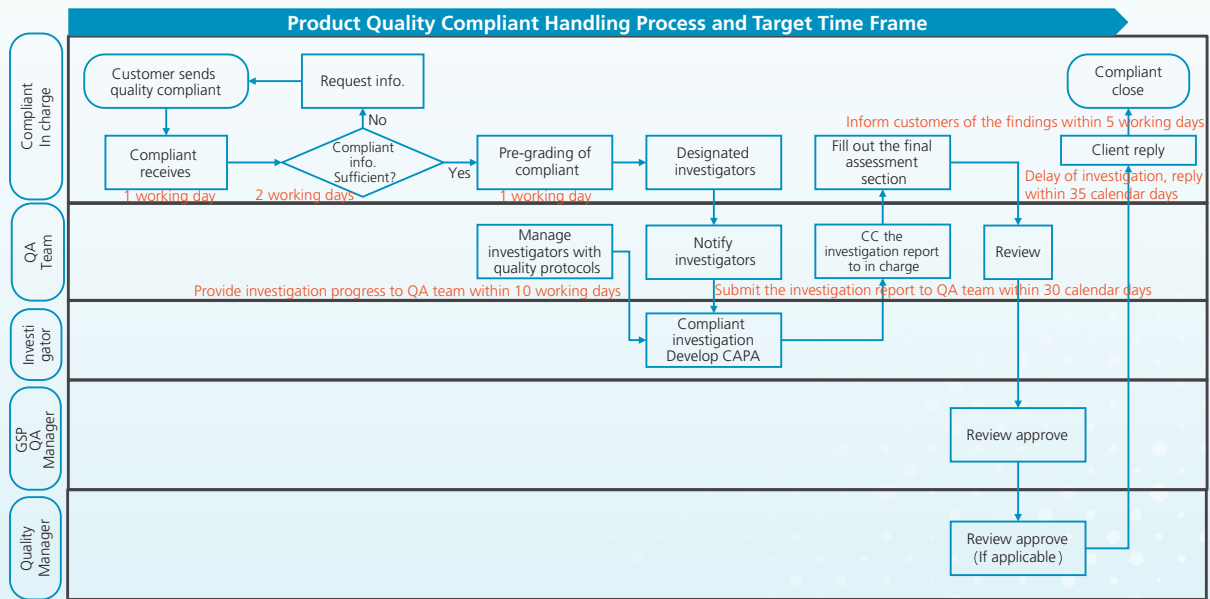 Product Quality Compliant Handling Process and Target Time Frame
Compliant
In charge
Customer sends
quality compliant
Request info.
Compliant
close
No
Inform customers of the findings within 5 working days
Compliant
receives
Compliant
info.
Sufficient?
Yes
Pre-grading of
compliant
Designated
investigators
Fill out the final
assessment
section
Client reply
Delay of investigation, reply
within 35 calendar days
1 working day
2 working days
1 working day
QA
Team
Manage
investigators with
quality protocols
Notify
investigators
CC the
investigation report
to in charge
Review
Provide investigation progress to QA team within 10 working days
Submit the investigation report to QA team within 30 calendar days
Investi
gator
Compliant
investigation
Develop CAPA
GSP
QA
Manager
Review approve
Quality
Manager
Review approve
(If applicable)